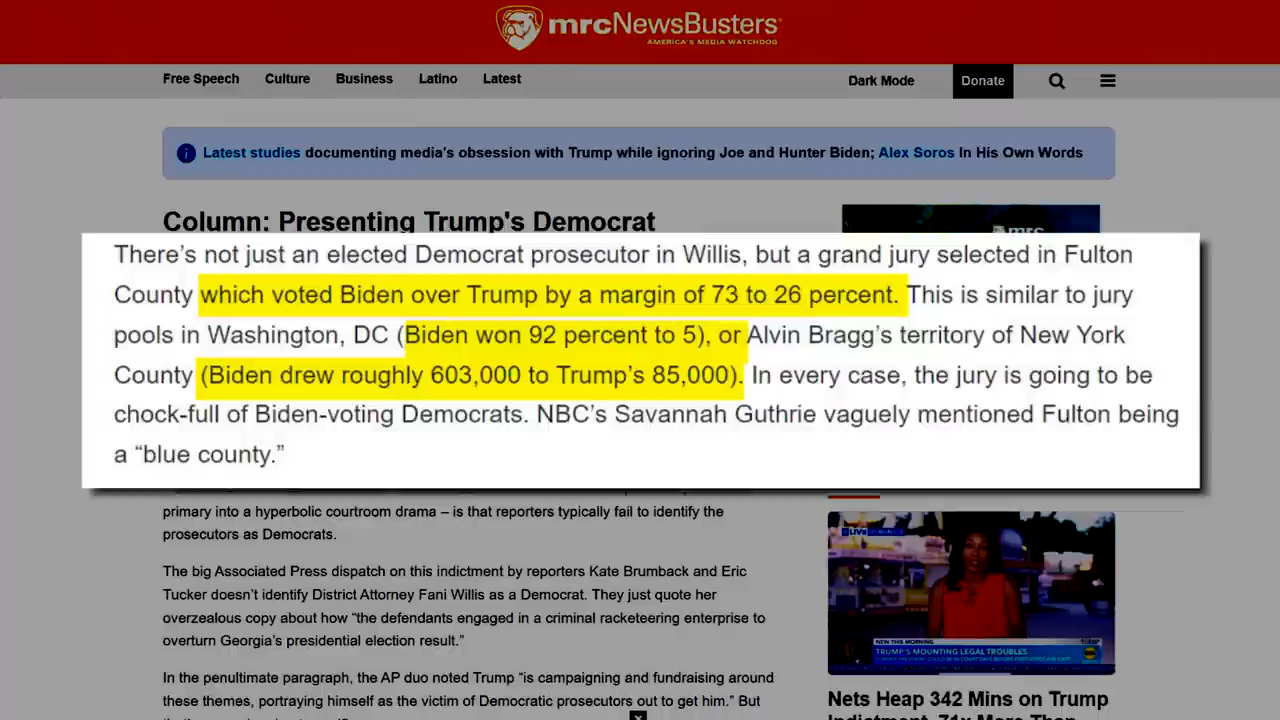 mrcNewsBusters
AMERICA'S MEDIA WATCHDOG
Free Speech Culture Business Latino Latest
Dark Mode Donate
Latest studies documenting media's obsession with Trump while ignoring Joe and Hunter Biden; Alex Soros In His Own Words
Column: Presenting Trump's Democrat
mrc
There's not just an elected Democrat prosecutor in Willis, but a grand jury selected in Fulton
County which voted Biden over Trump by a margin of 73 to 26 percent. This is similar to jury
pools in Washington, DC (Biden won 92 percent to 5), or Alvin Bragg's territory of New York
County (Biden drew roughly 603,000 to Trump's 85,000). In every case, the jury is going to be
chock-full of Biden-voting Democrats. NBC's Savannah Guthrie vaguely mentioned Fulton being
a “blue county.”
primary into a hyperbolic courtroom drama – is that reporters typically fail to identify the
prosecutors as Democrats.
The big Associated Press dispatch on this indictment by reporters Kate Brumback and Eric
Tucker doesn't identify District Attorney Fani Willis as a Democrat. They just quote her
overzealous copy about how “the defendants engaged in a criminal racketeering enterprise to
overturn Georgia's presidential election result.”
In the penultimate paragraph, the AP duo noted Trump “is campaigning and fundraising around
these themes, portraying himself as the victim of Democratic prosecutors out to get him.” But
LIVE
NEW THIS MORNING
TRUMP'S MOUNTING LEGAL TROUBLES
Nets Heap 342 Mins on Trump